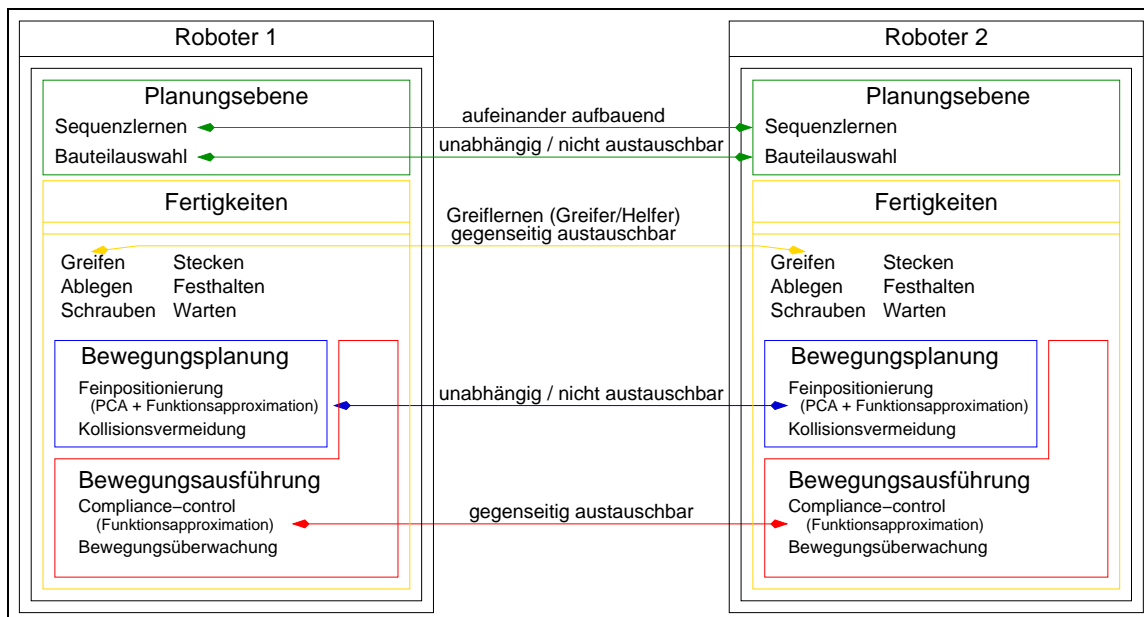 Roboter 1
Planungsebene
Sequenzlernen
Bauteilauswahl
Fertigkeiten
Greifen Stecken
Ablegen Festhalten
Schrauben Warten
Bewegungsplanung
Feinpositionierung
(PCA + Funktionsapproximation)
Kollisionsvermeidung
Bewegungsausführung
Compliance−control
(Funktionsapproximation)
Bewegungsüberwachung
aufeinander aufbauend
unabhängig / nicht austauschbar
Greiflernen (Greifer/Helfer)
gegenseitig austauschbar
unabhängig / nicht austauschbar
gegenseitig austauschbar
Roboter 2
Planungsebene
Sequenzlernen
Bauteilauswahl
Fertigkeiten
Greifen Stecken
Ablegen Festhalten
Schrauben Warten
Bewegungsplanung
Feinpositionierung
(PCA + Funktionsapproximation)
Kollisionsvermeidung
Bewegungsausführung
Compliance−control
(Funktionsapproximation)
Bewegungsüberwachung